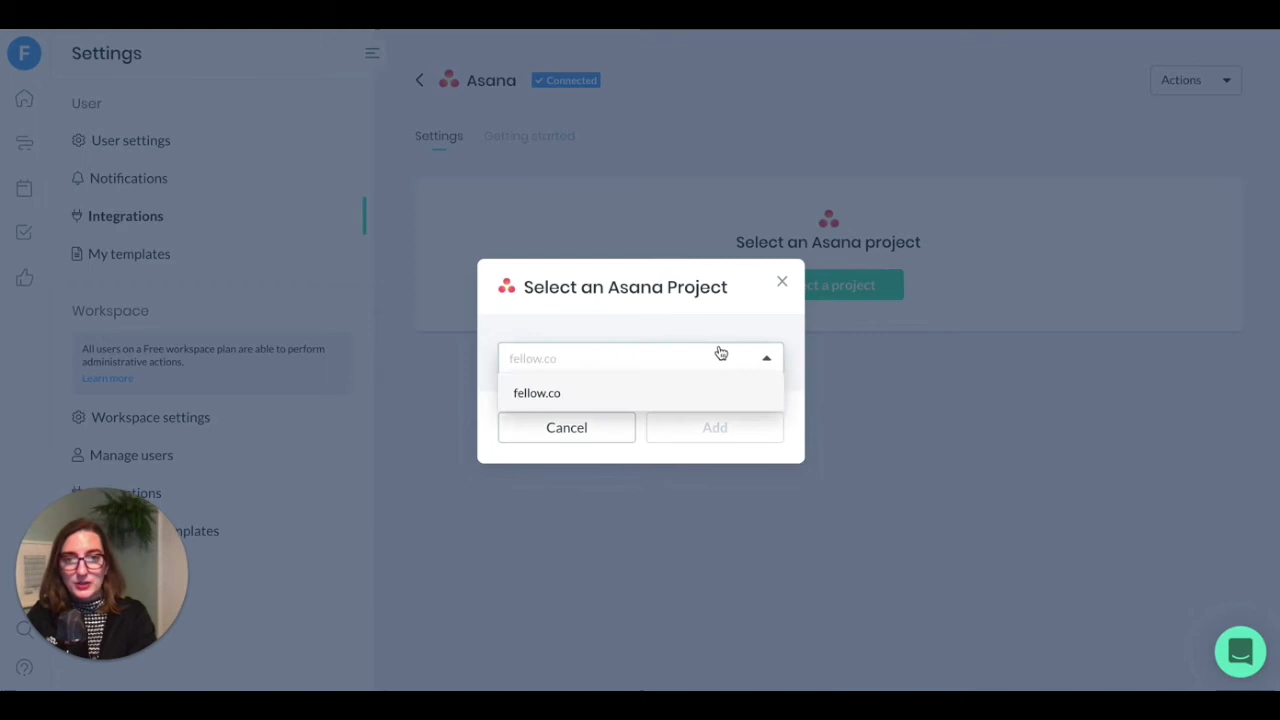 F
Settings
User
User settings
Notifications
Integrations
My templates
Workspace
All users on a Free workspace plan are able to perform
administrative actions.
Learn more
Workspace settings
Manage users
Asana
Connected
Actions
Settings
Getting started
Select an Asana project
a project
Select an Asana Project
fellow.co
fellow.co
Cancel
Add